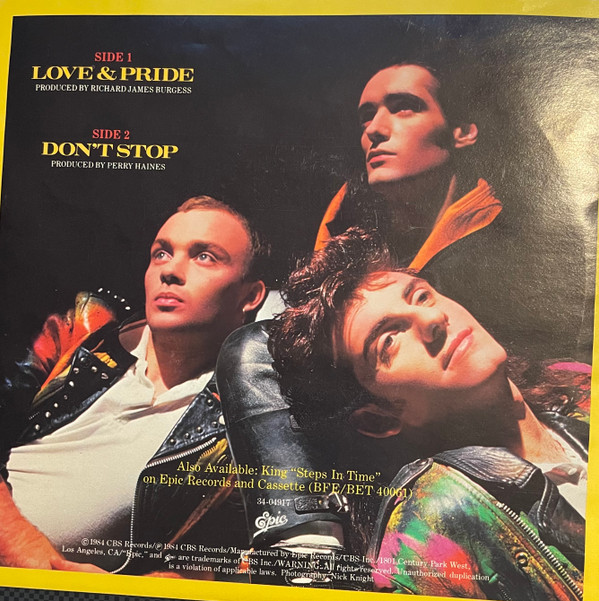 SIDE 1
LOVE & PRIDE
PRODUCED BY RICHARD JAMES BURGESS
SIDE 2
DON'T STOP
PRODUCED BY PERRY HAINES
Also Available: King "Steps In Time"
on Epic Records and Cassette (BFE/BET 40061)
34-04917
Epic
©1984 CBS Records/℗1984 CBS Records/Manufactured by Epic Records/CBS Inc./1801 Century Park West,
Los Angeles, CA/"Epic," and are trademarks of CBS Inc./WARNING: All rights reserved. Unauthorized duplication
is a violation of applicable laws. Photography: Nick Knight